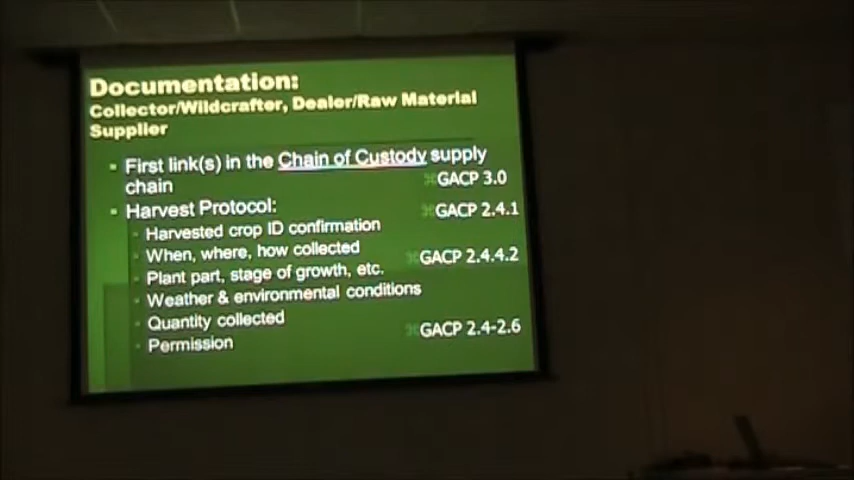 Documentation:
Collector/Wildcrafter, Dealer/Raw Material
Supplier
First link(s) in the Chain of Custody supply
chain
GACP 3.0
Harvest Protocol:
GACP 2.4.1
Harvested crop ID confirmation
When, where, how collected
GACP 2.4.4.2
Plant part, stage of growth, etc.
Weather & environmental conditions
Quantity collected
GACP 2.4-2.6
Permission